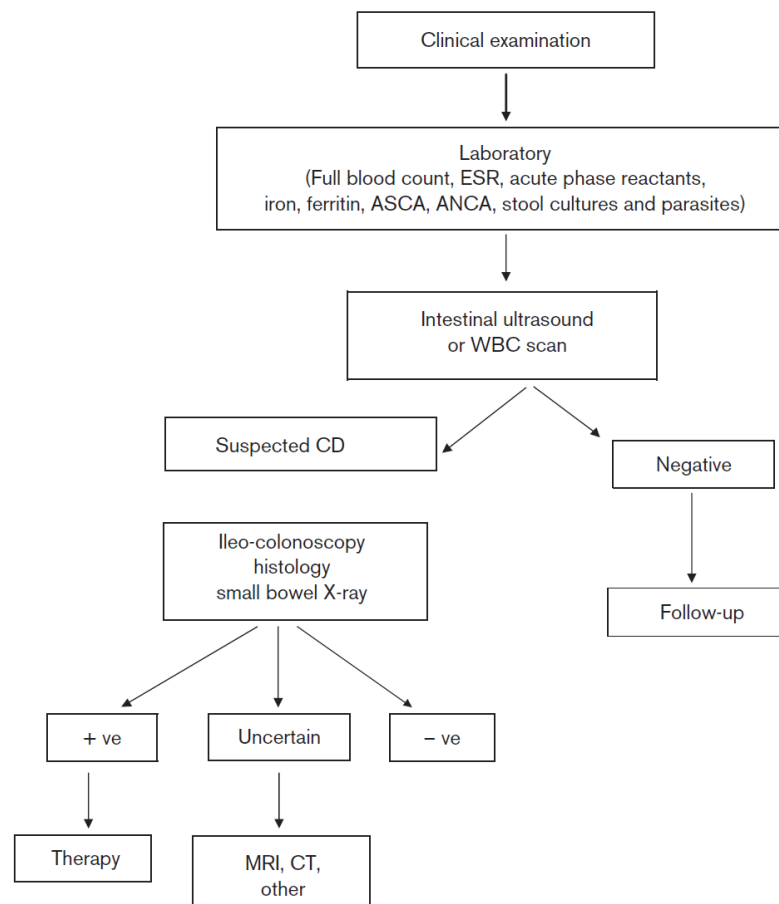 Clinical examination
Laboratory
(Full blood count, ESR, acute phase reactants,
iron, ferritin, ASCA, ANCA, stool cultures and parasites)
Intestinal ultrasound
or WBC scan
Suspected CD
Negative
Ileo-colonoscopy
histology
small bowel X-ray
Follow-up
+ ve
Uncertain
− ve
Therapy
MRI, CT,
other